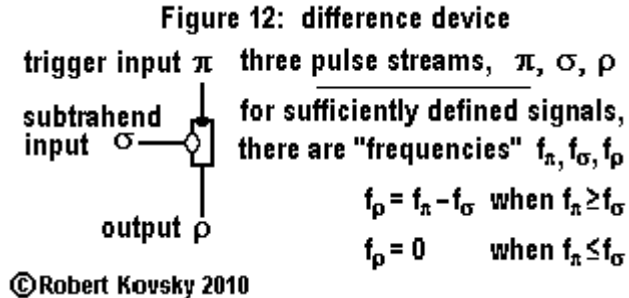 Figure 12: difference device
trigger input π
three pulse streams, π, σ, ρ
subtrahend
input σ
for sufficiently defined signals,
there are "frequencies" fπ, fσ, fρ
fρ = fπ – fσ when fπ ≥ fσ
fρ = 0 when fπ ≤ fσ
output ρ
©Robert Kovsky 2010